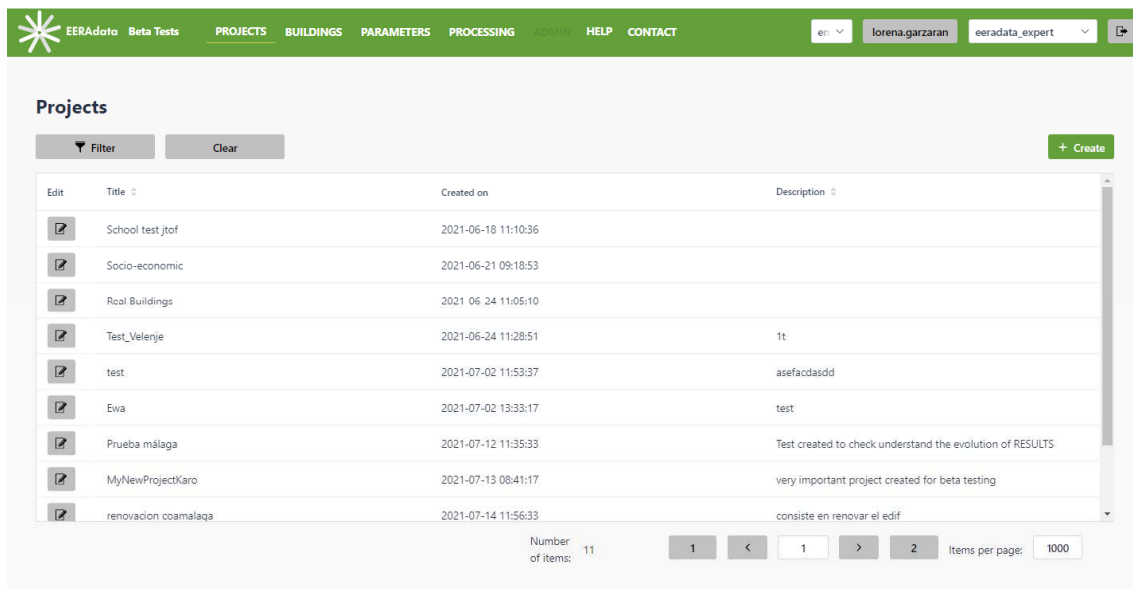 EERAdata Beta Tests PROJECTS BUILDINGS PARAMETERS PROCESSING ADMIN HELP CONTACT en lorena.garzaran eeradata_expert
Projects
Filter Clear + Create
Edit Title Created on Description
School test jtof 2021-06-18 11:10:36
Socio-economic 2021-06-21 09:18:53
Real Buildings 2021-06-24 11:05:10
Test_Velenje 2021-06-24 11:28:51 1t
test 2021-07-02 11:53:37 asefacdasdd
Ewa 2021-07-02 13:33:17 test
Prueba málaga 2021-07-12 11:35:33 Test created to check understand the evolution of RESULTS
MyNewProjectKaro 2021-07-13 08:41:17 very important project created for beta testing
renovacion coamalaga 2021-07-14 11:56:33 consiste en renovar el edif
Number of items: 11 1 < 1 > 2 Items per page: 1000